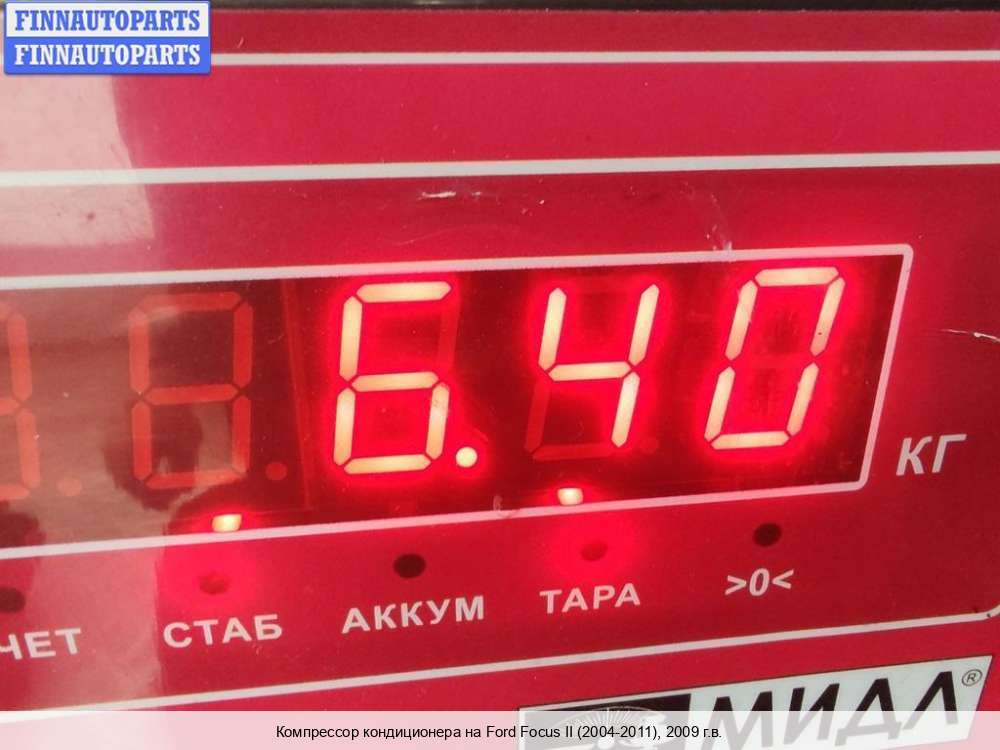 FINNAUTOPARTS
FINNAUTOPARTS
6.40
КГ
ЧЕТ СТАБ АККУМ ТАРА >0<
МИДЛ®
Компрессор кондиционера на Ford Focus II (2004-2011), 2009 г.в.